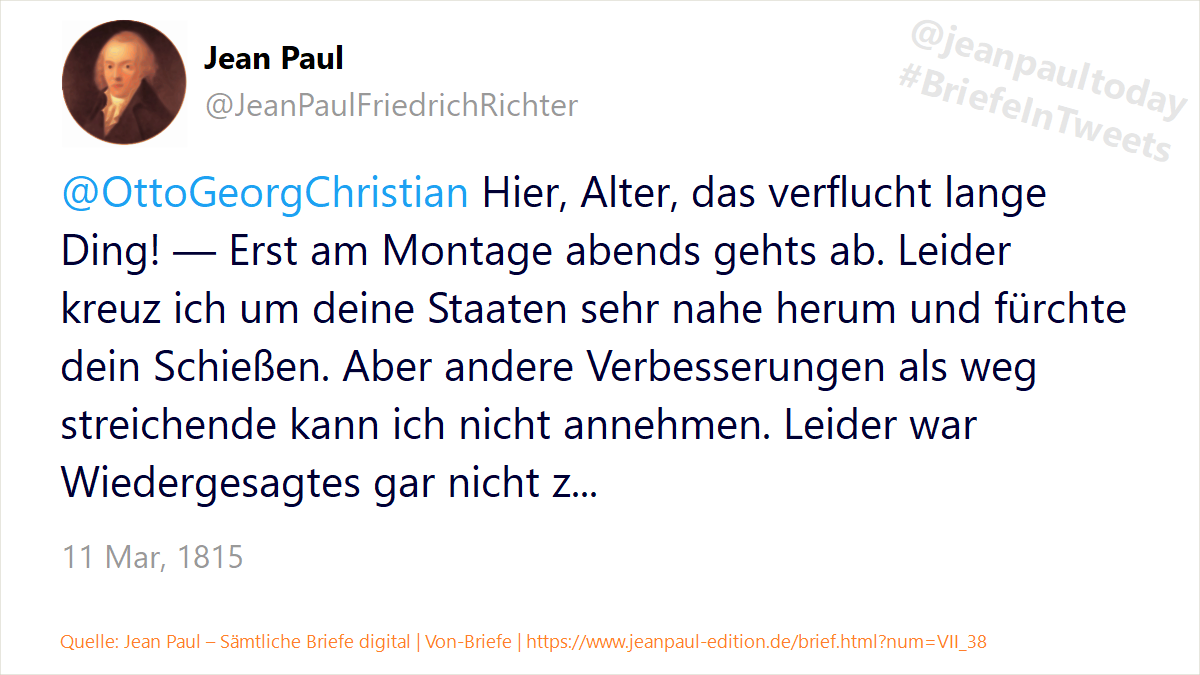 Jean Paul
@JeanPaulFriedrichRichter
@jeanpaultoday
#BriefeInTweets
@OttoGeorgChristian Hier, Alter, das verflucht lange
Ding! — Erst am Montage abends gehts ab. Leider
kreuz ich um deine Staaten sehr nahe herum und fürchte
dein Schießen. Aber andere Verbesserungen als weg
streichende kann ich nicht annehmen. Leider war
Wiedergesagtes gar nicht z...
11 Mar, 1815
Quelle: Jean Paul – Sämtliche Briefe digital | Von-Briefe | https://www.jeanpaul-edition.de/brief.html?num=VII_38